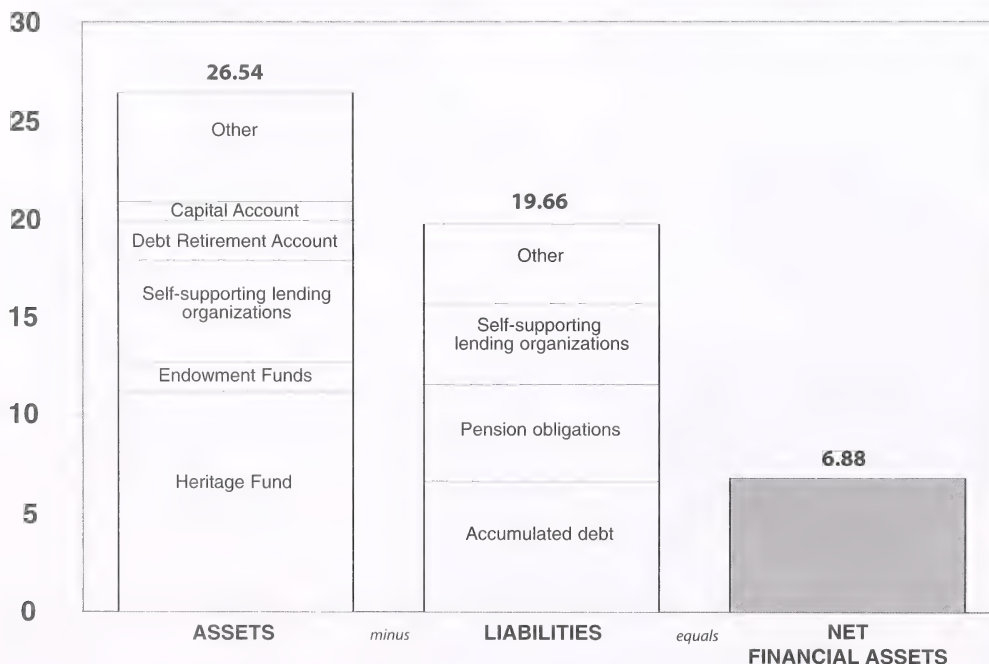 30
25
20
15
10
5
0
26.54
Other
Capital Account
Debt Retirement Account
Self-supporting lending
organizations
Endowment Funds
Heritage Fund
19.66
Other
Self-supporting
lending organizations
Pension obligations
Accumulated debt
6.88
ASSETS
minus
LIABILITIES
equals
NET
FINANCIAL ASSETS